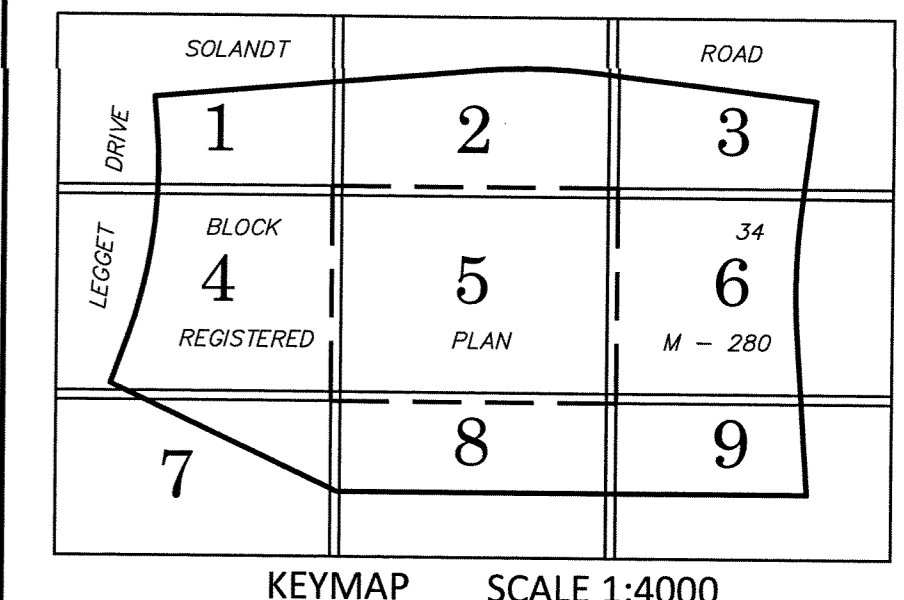 SOLANDT ROAD
DRIVE
1 2 3
LEGGET
BLOCK 34
4 5 6
REGISTERED PLAN M - 280
7 8 9
KEYMAP SCALE 1:4000